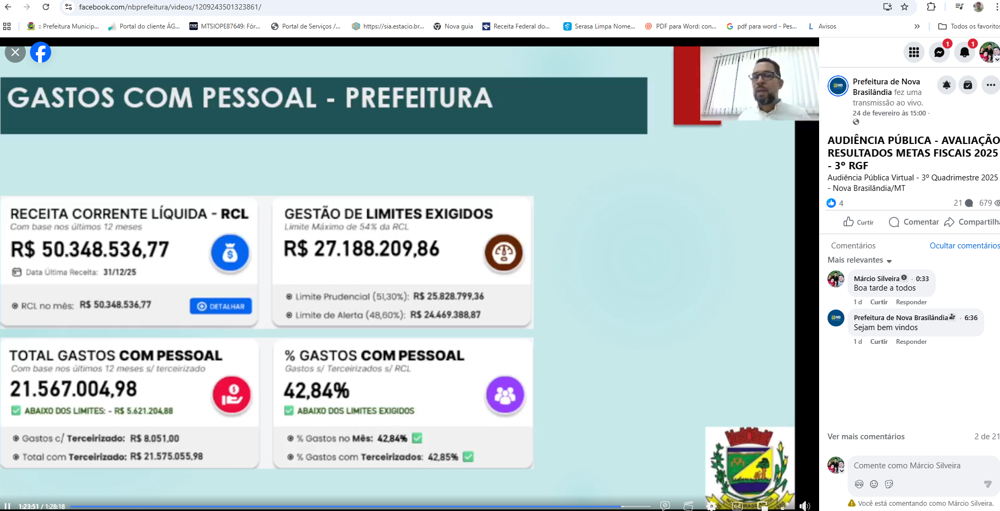 facebook.com/nbprefeitura/videos/1209243501323861/
:: Prefeitura Municip...
Portal do cliente ÁG...
MTSIOPE87649: Fór...
Portal de Serviços /...
https://sia.estacio.br...
Nova guia
Receita Federal do...
Serasa Limpa Nome...
PDF para Word: con...
pdf para word - Pes...
Avisos
Todos os favoritos
GASTOS COM PESSOAL - PREFEITURA
RECEITA CORRENTE LÍQUIDA - RCL
Com base nos últimos 12 meses
R$ 50.348.536,77
Data Última Receita: 31/12/25
RCL no mês: R$ 50.348.536,77
DETALHAR
GESTÃO DE LIMITES EXIGIDOS
Limite Máximo de 54% da RCL
R$ 27.188.209,86
Limite Prudencial (51,30%): R$ 25.828.799,36
Limite de Alerta (48,60%): R$ 24.469.388,87
TOTAL GASTOS COM PESSOAL
Com base nos últimos 12 meses s/ terceirizado
21.567.004,98
ABAIXO DOS LIMITES: - R$ 5.621.204,88
Gastos c/ Terceirizado: R$ 8.051,00
Total com Terceirizado: R$ 21.575.055,98
% GASTOS COM PESSOAL
Gastos s/ Terceirizados s/ RCL
42,84%
ABAIXO DOS LIMITES EXIGIDOS
% Gastos no Mês: 42,84%
% Gastos com Terceirizados: 42,85%
1:23:51 / 1:28:18
1
1
Prefeitura de Nova
Brasilândia fez uma
transmissão ao vivo.
24 de fevereiro às 15:00 ·
AUDIÊNCIA PÚBLICA - AVALIAÇÃO
RESULTADOS METAS FISCAIS 2025
- 3º RGF
Audiência Pública Virtual - 3º Quadrimestre 2025
- Nova Brasilândia/MT
4
21
679
Curtir
Comentar
Compartilha
Comentários
Ocultar comentários
Mais relevantes
Márcio Silveira · 0:33
Boa tarde a todos
1 d Curtir Responder
NB
Prefeitura de Nova Brasilândia · 6:36
Sejam bem vindos
1 d Curtir Responder
Ver mais comentários
2 de 21
Comente como Márcio Silveira
Você está comentando como Márcio Silveira.